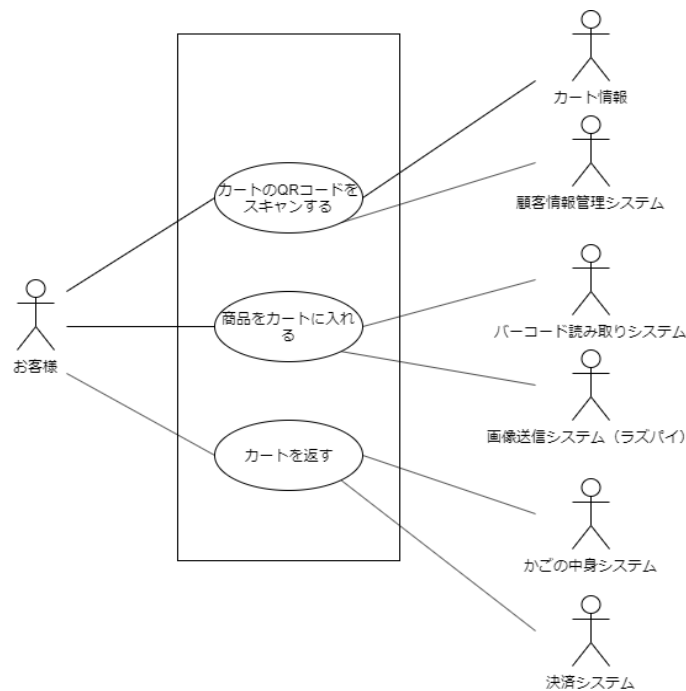 カート情報
カートのQRコードを
スキャンする
顧客情報管理システム
商品をカートに入れ
る
バーコード読み取りシステム
お客様
画像送信システム（ラズパイ）
カートを返す
かごの中身システム
決済システム